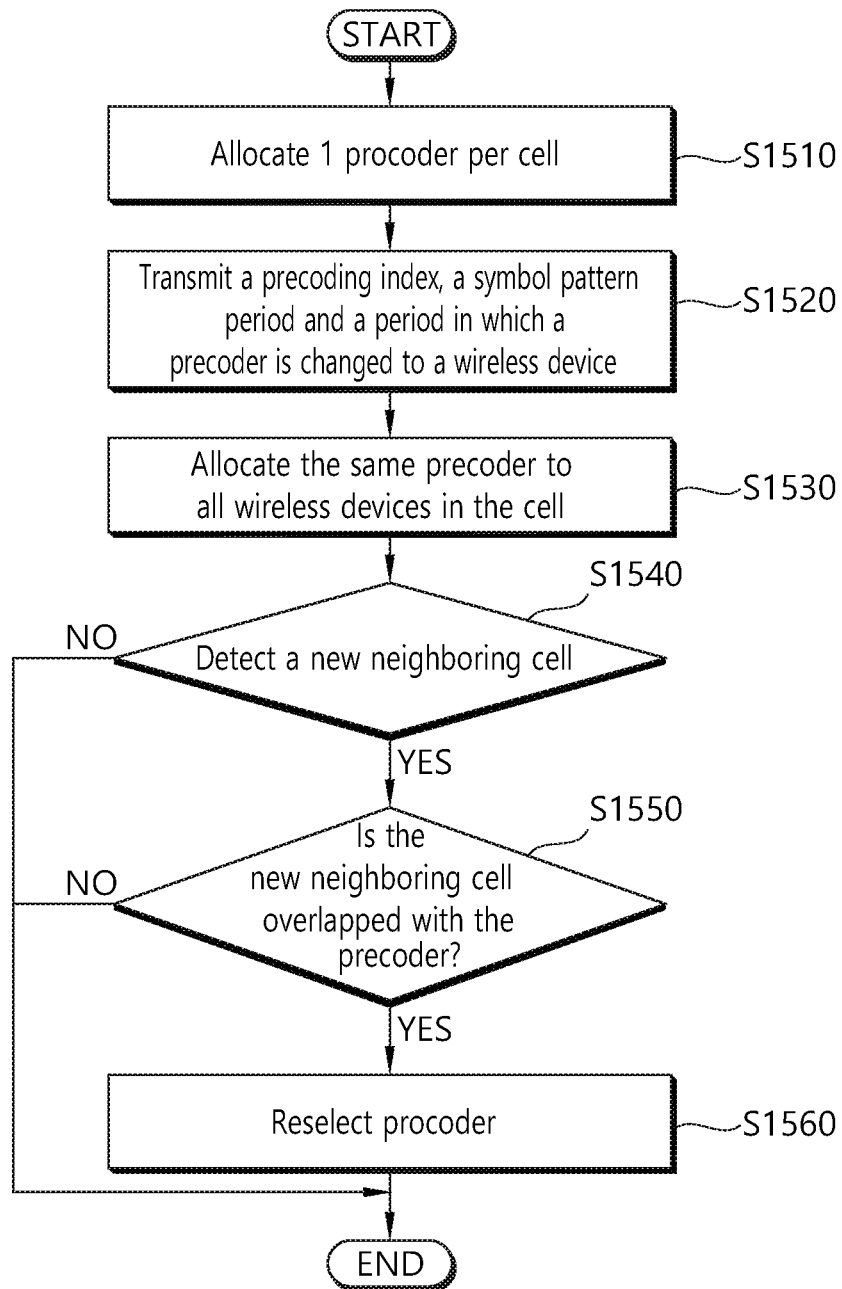 START
Allocate 1 procoder per cell
S1510
Transmit a precoding index, a symbol pattern
period and a period in which a
precoder is changed to a wireless device
S1520
Allocate the same precoder to
all wireless devices in the cell
S1530
S1540
NO
Detect a new neighboring cell
YES
S1550
Is the
new neighboring cell
overlapped with the
precoder?
NO
YES
Reselect procoder
S1560
END